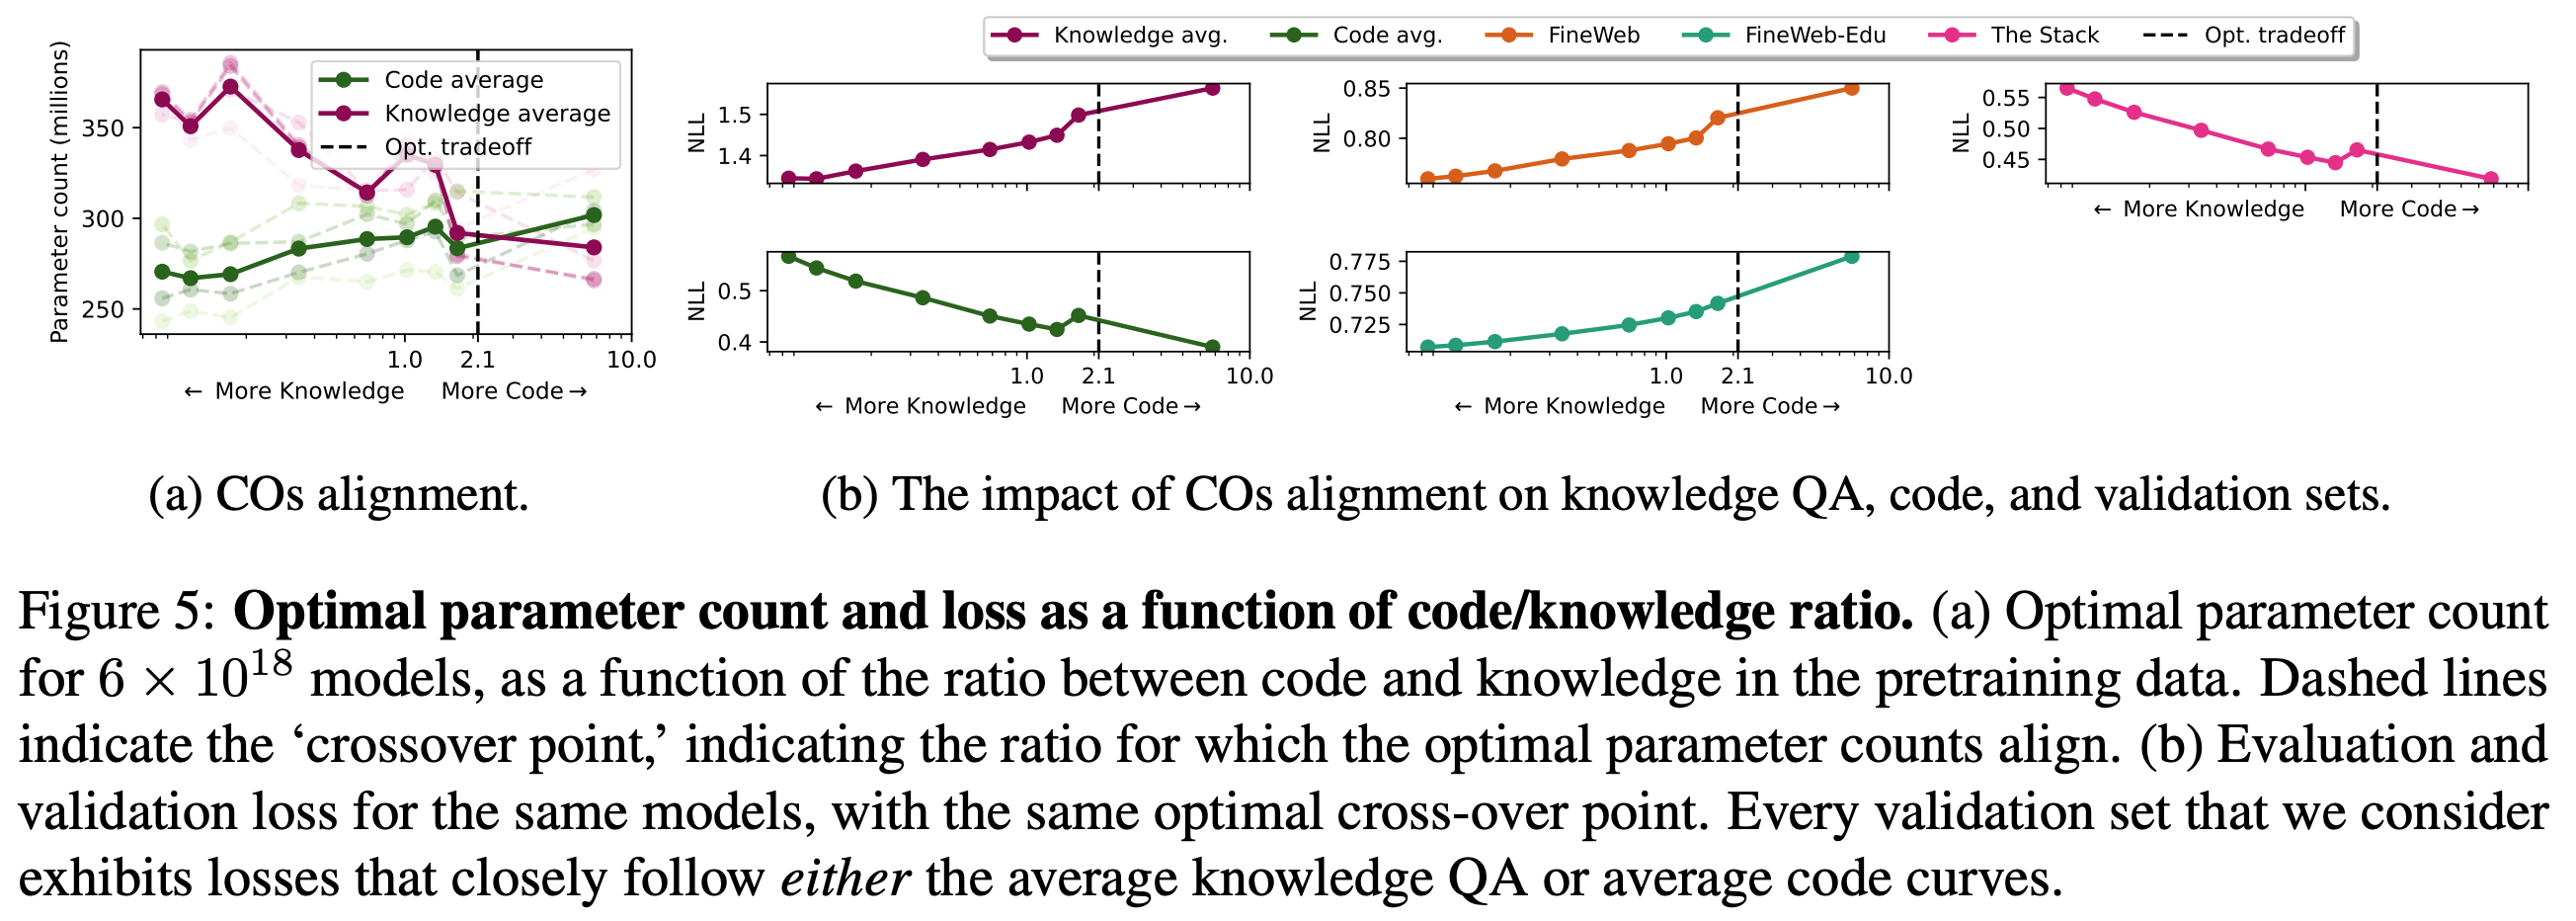 Knowledge avg. Code avg. FineWeb FineWeb-Edu The Stack Opt. tradeoff
Parameter count (millions)
350
300
250
Code average
Knowledge average
Opt. tradeoff
1.0 2.1 10.0
← More Knowledge More Code →
NLL
1.5
1.4
NLL
0.5
0.4
1.0 2.1 10.0
← More Knowledge More Code →
NLL
0.85
0.80
NLL
0.775
0.750
0.725
1.0 2.1 10.0
← More Knowledge More Code →
NLL
0.55
0.50
0.45
← More Knowledge More Code →
(a) COs alignment.
(b) The impact of COs alignment on knowledge QA, code, and validation sets.
Figure 5: Optimal parameter count and loss as a function of code/knowledge ratio. (a) Optimal parameter count
for 6 × 10^18 models, as a function of the ratio between code and knowledge in the pretraining data. Dashed lines
indicate the ‘crossover point,’ indicating the ratio for which the optimal parameter counts align. (b) Evaluation and
validation loss for the same models, with the same optimal cross-over point. Every validation set that we consider
exhibits losses that closely follow either the average knowledge QA or average code curves.